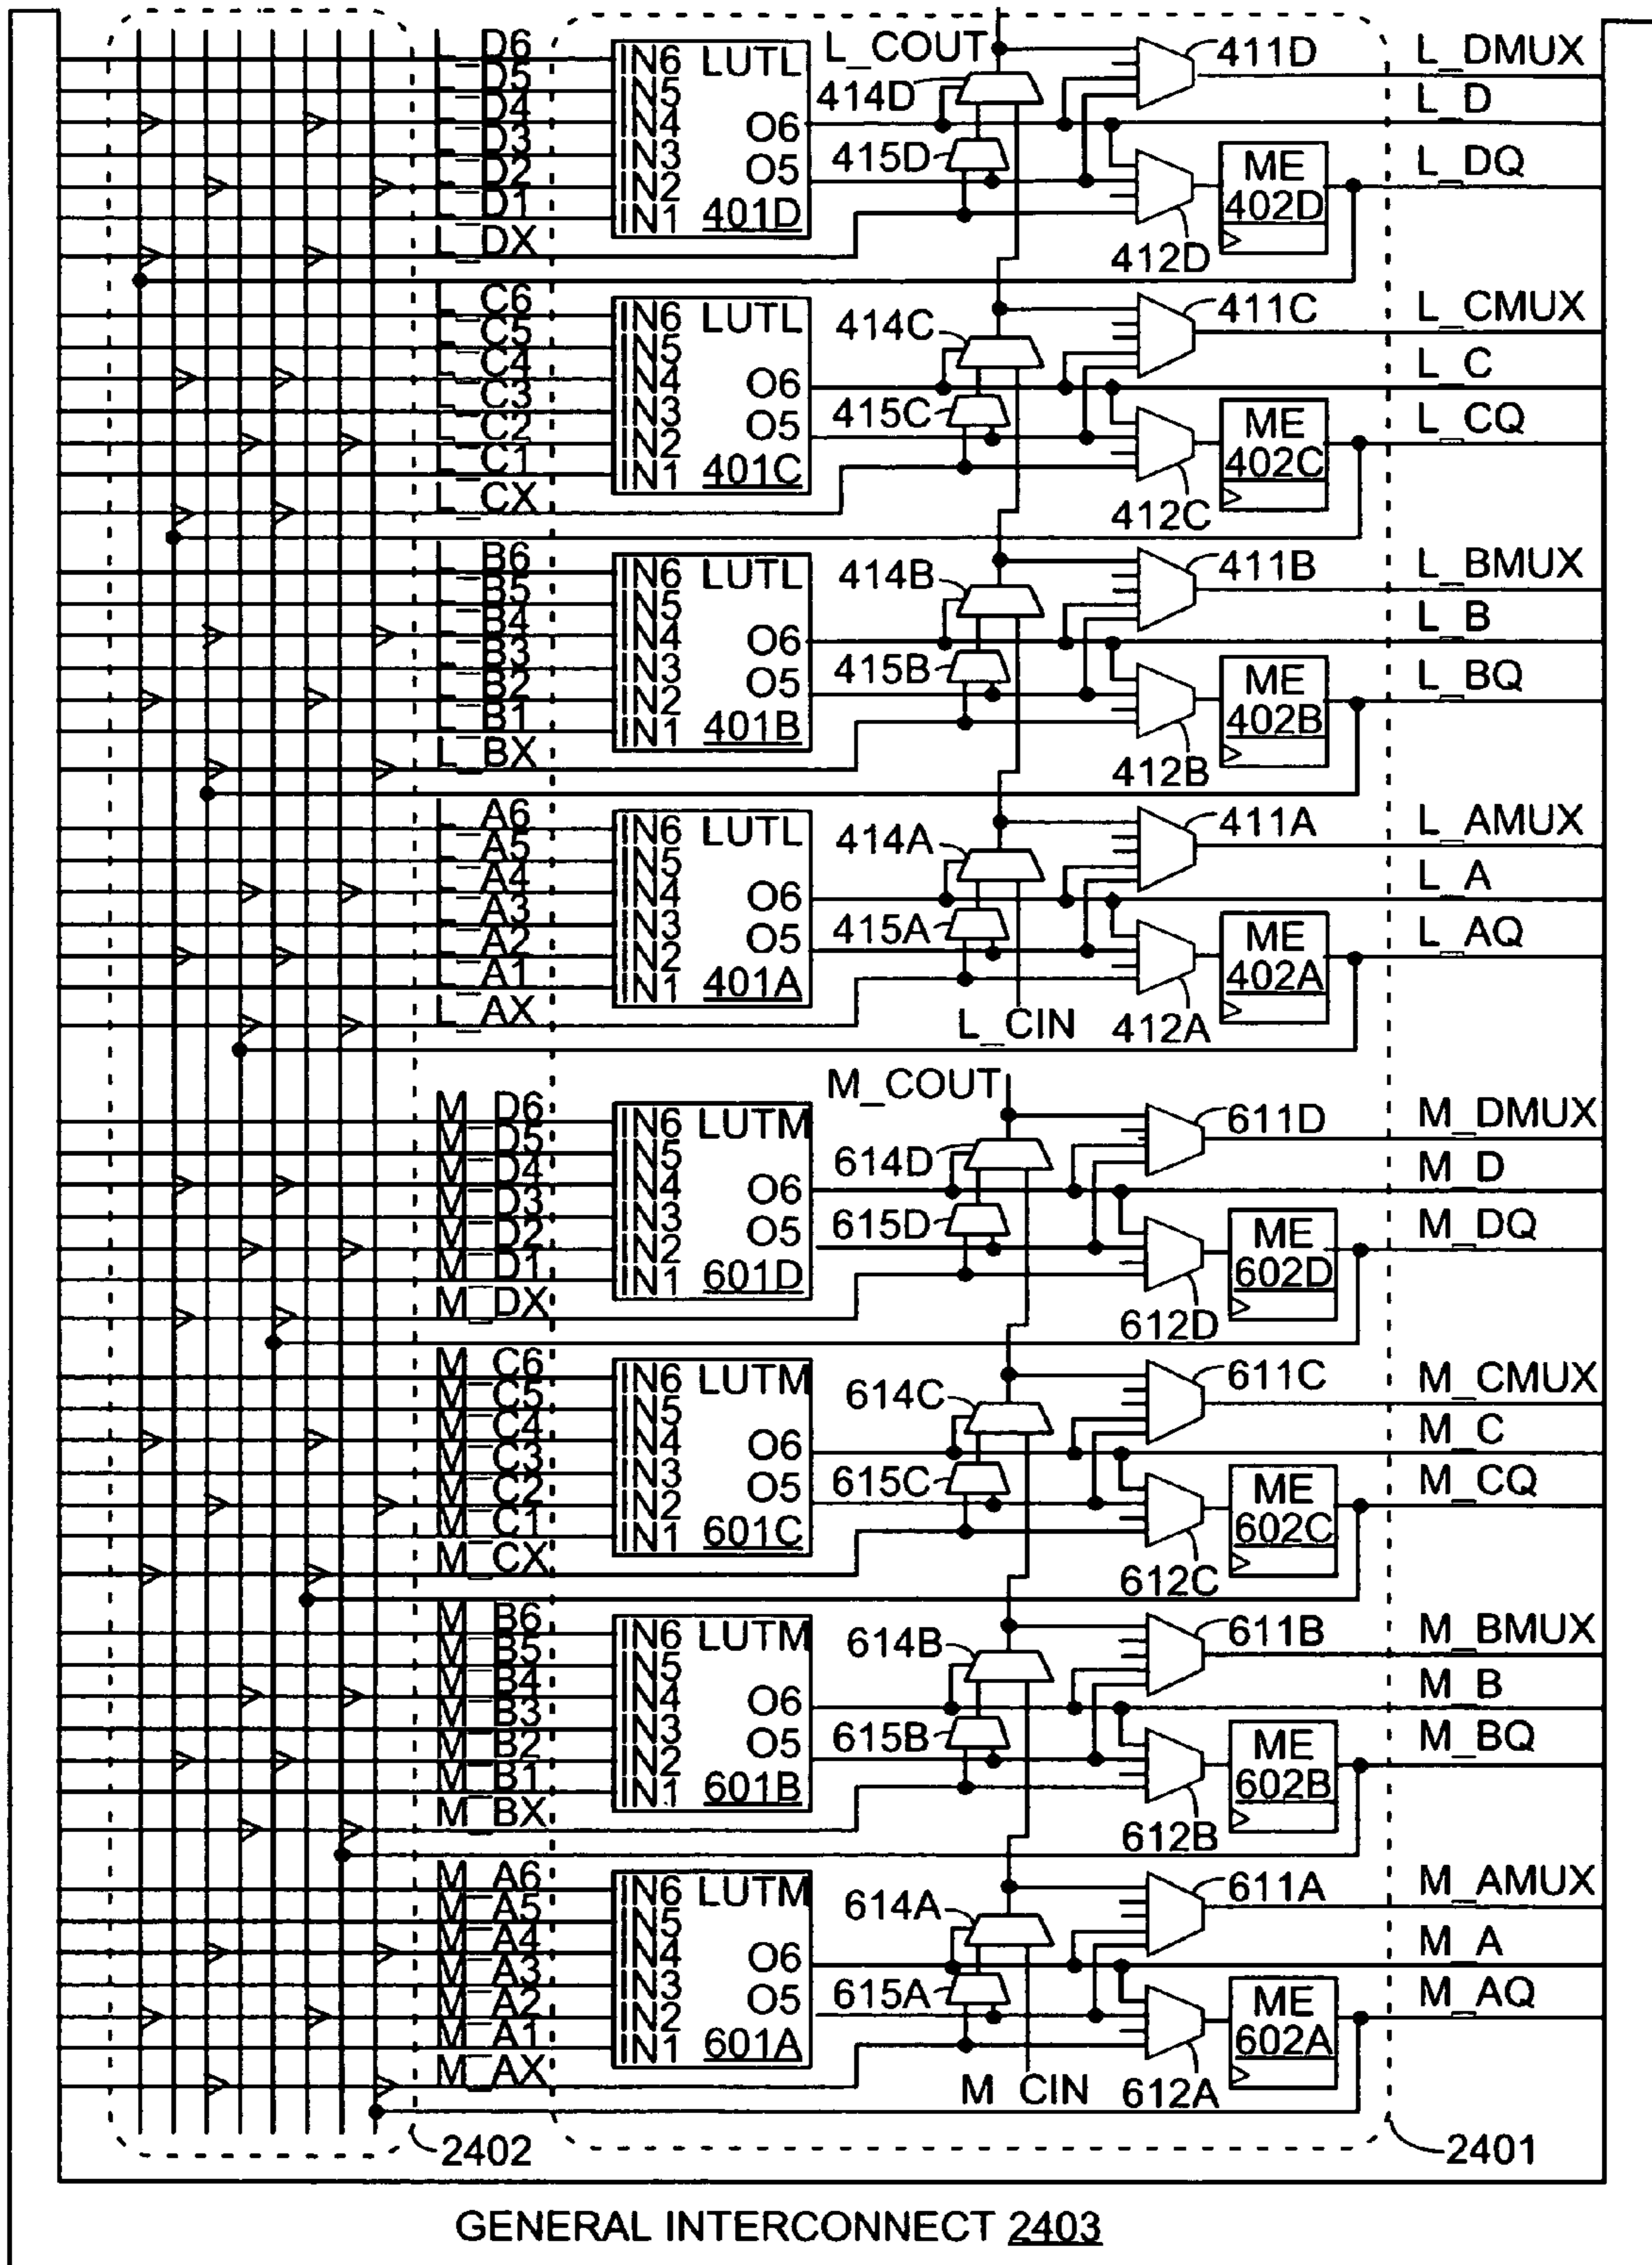 L_D6 IN6 LUTL L_COUT 411D L_DMUX
L_D5 IN5 414D L_D
L_D4 IN4 O6
L_D3 IN3 415D ME L_DQ
L_D2 IN2 O5 402D
L_D1 IN1 401D
L_DX 412D
L_C6 IN6 LUTL 411C L_CMUX
L_C5 IN5 414C
L_C4 IN4 O6 L_C
L_C3 IN3 415C
L_C2 IN2 O5 ME L_CQ
L_C1 IN1 401C 402C
L_CX 412C
L_B6 IN6 LUTL 414B 411B L_BMUX
L_B5 IN5
L_B4 IN4 O6 L_B
L_B3 IN3 415B
L_B2 IN2 O5 ME L_BQ
L_B1 IN1 401B 402B
L_BX 412B
L_A6 IN6 LUTL 414A 411A L_AMUX
L_A5 IN5
L_A4 IN4 O6 L_A
L_A3 IN3 415A
L_A2 IN2 O5 ME L_AQ
L_A1 IN1 401A 402A
L_AX L_CIN 412A
M_COUT
M_D6 IN6 LUTM 611D M_DMUX
M_D5 IN5 614D
M_D4 IN4 O6 M_D
M_D3 IN3 615D
M_D2 IN2 O5 ME M_DQ
M_D1 IN1 601D 602D
M_DX 612D
M_C6 IN6 LUTM 614C 611C M_CMUX
M_C5 IN5
M_C4 IN4 O6 M_C
M_C3 IN3 615C
M_C2 IN2 O5 ME M_CQ
M_C1 IN1 601C 602C
M_CX 612C
M_B6 IN6 LUTM 614B 611B M_BMUX
M_B5 IN5
M_B4 IN4 O6 M_B
M_B3 IN3 615B
M_B2 IN2 O5 ME M_BQ
M_B1 IN1 601B 602B
M_BX 612B
M_A6 IN6 LUTM 614A 611A M_AMUX
M_A5 IN5
M_A4 IN4 O6 M_A
M_A3 IN3 615A
M_A2 IN2 O5 ME M_AQ
M_A1 IN1 601A 602A
M_AX M_CIN 612A
2402 2401
GENERAL INTERCONNECT 2403